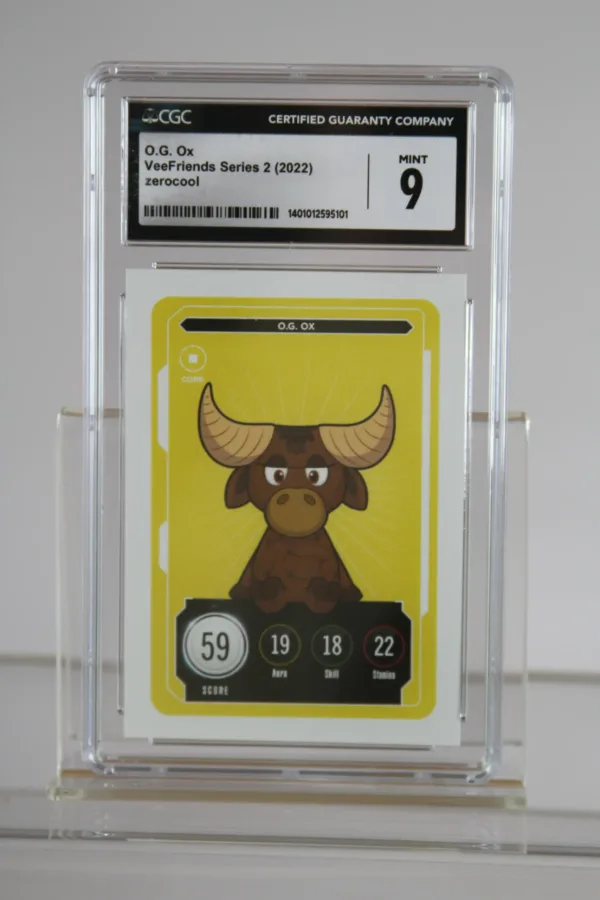 CGC CERTIFIED GUARANTY COMPANY
O.G. Ox
VeeFriends Series 2 (2022)
zerocool
MINT
9
1401012595101
O.G. OX
CORE
59 19 18 22
Aura Skill Stamina
SCORE